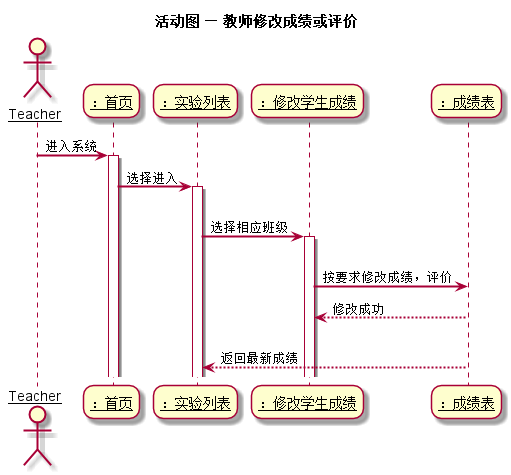 活动图 — 教师修改成绩或评价
Teacher
: 首页
: 实验列表
: 修改学生成绩
: 成绩表
进入系统
选择进入
选择相应班级
按要求修改成绩，评价
修改成功
返回最新成绩
Teacher
: 首页
: 实验列表
: 修改学生成绩
: 成绩表